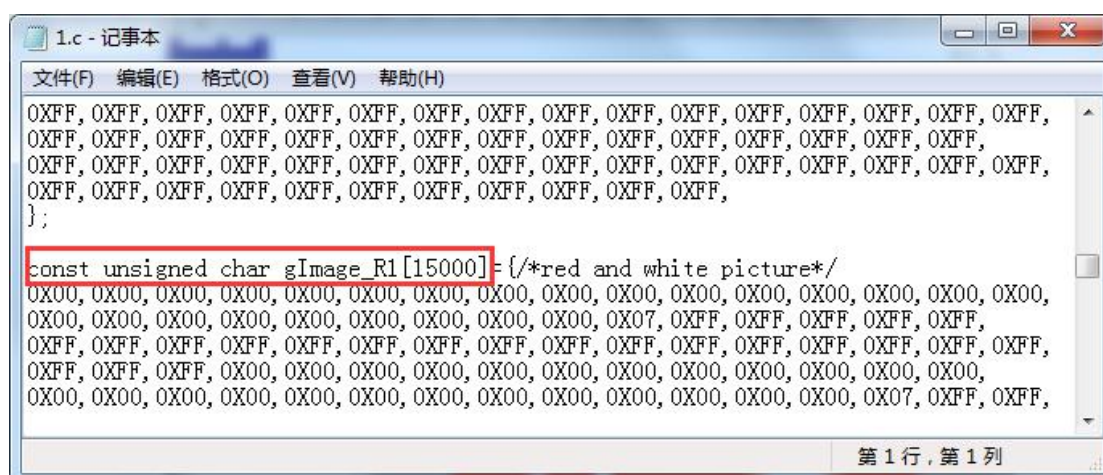 1.c - 记事本
文件(F) 编辑(E) 格式(O) 查看(V) 帮助(H)
0XFF, 0XFF, 0XFF, 0XFF, 0XFF, 0XFF, 0XFF, 0XFF, 0XFF, 0XFF, 0XFF, 0XFF, 0XFF, 0XFF, 0XFF, 0XFF,
0XFF, 0XFF, 0XFF, 0XFF, 0XFF, 0XFF, 0XFF, 0XFF, 0XFF, 0XFF, 0XFF, 0XFF, 0XFF, 0XFF, 0XFF,
0XFF, 0XFF, 0XFF, 0XFF, 0XFF, 0XFF, 0XFF, 0XFF, 0XFF, 0XFF, 0XFF, 0XFF, 0XFF, 0XFF, 0XFF, 0XFF,
0XFF, 0XFF, 0XFF, 0XFF, 0XFF, 0XFF, 0XFF, 0XFF, 0XFF, 0XFF, 0XFF,
};
const unsigned char gImage_R1[15000]={/*red and white picture*/
0X00, 0X00, 0X00, 0X00, 0X00, 0X00, 0X00, 0X00, 0X00, 0X00, 0X00, 0X00, 0X00, 0X00, 0X00, 0X00,
0X00, 0X00, 0X00, 0X00, 0X00, 0X00, 0X00, 0X00, 0X00, 0X07, 0XFF, 0XFF, 0XFF, 0XFF, 0XFF,
0XFF, 0XFF, 0XFF, 0XFF, 0XFF, 0XFF, 0XFF, 0XFF, 0XFF, 0XFF, 0XFF, 0XFF, 0XFF, 0XFF, 0XFF, 0XFF,
0XFF, 0XFF, 0XFF, 0X00, 0X00, 0X00, 0X00, 0X00, 0X00, 0X00, 0X00, 0X00, 0X00, 0X00, 0X00,
0X00, 0X00, 0X00, 0X00, 0X00, 0X00, 0X00, 0X00, 0X00, 0X00, 0X00, 0X00, 0X00, 0X07, 0XFF, 0XFF,
第 1 行，第 1 列